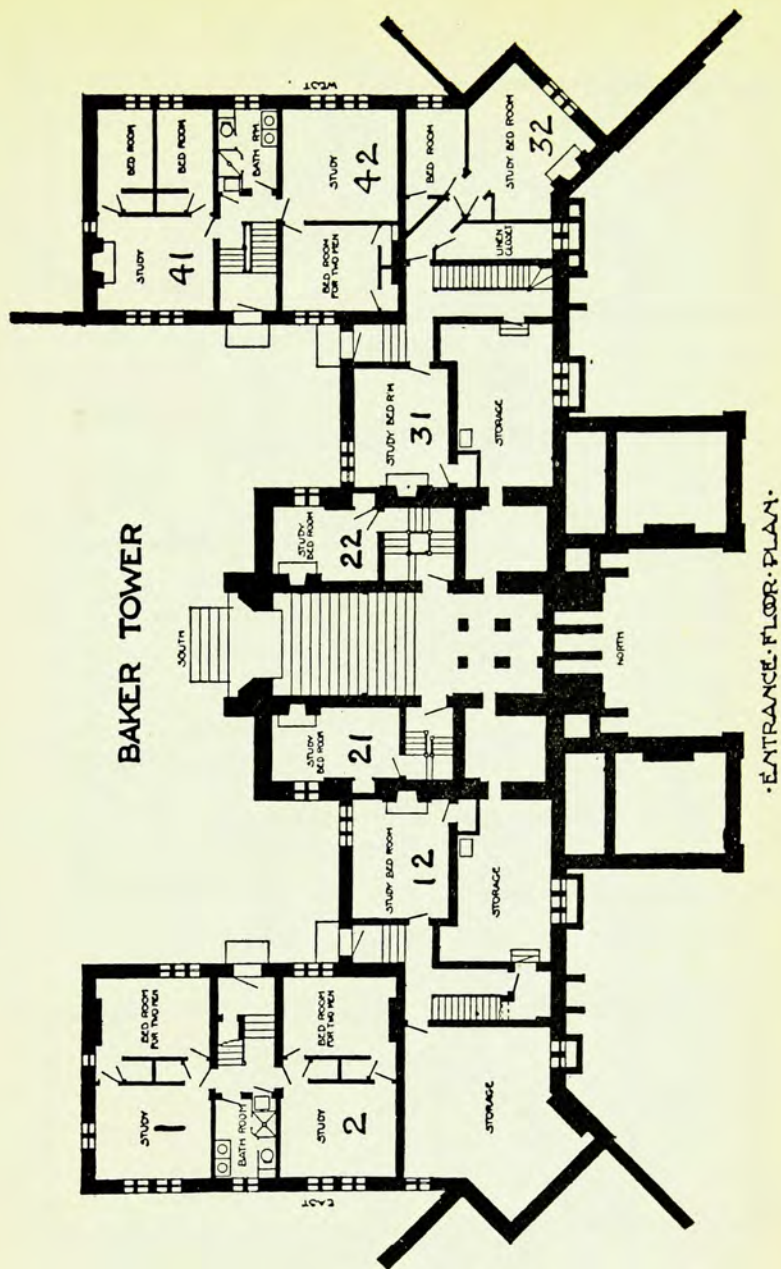 BAKER TOWER
WEST
BED ROOM
BED ROOM
BATH R'M
STUDY
41
STUDY
42
BED ROOM
FOR TWO MEN
BED ROOM
STUDY BED ROOM
32
LINEN
CLOSET
STUDY BED R'M
31
STORAGE
STUDY
BED ROOM
22
SOUTH
NORTH
STUDY
BED ROOM
21
STUDY BED ROOM
12
STORAGE
BED ROOM
FOR TWO MEN
BED ROOM
FOR TWO MEN
STUDY
1
BATH ROOM
STUDY
2
STORAGE
EAST
·ENTRANCE·FLOOR·PLAN·